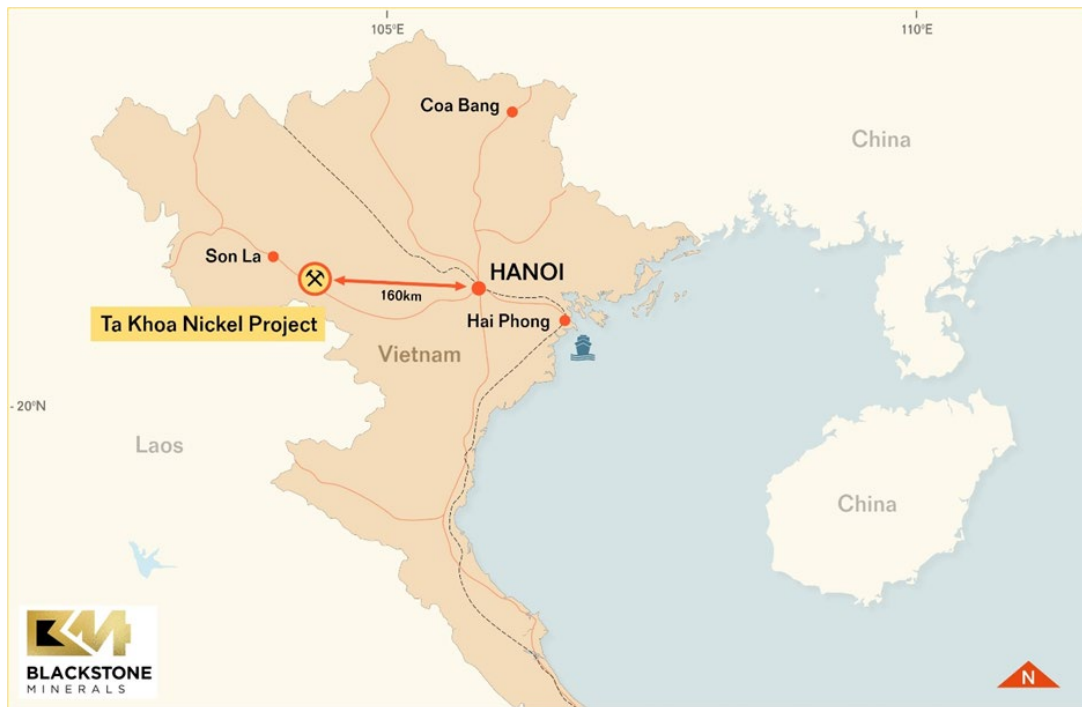 105°E
110°E
Coa Bang
China
Son La
HANOI
160km
Ta Khoa Nickel Project
Hai Phong
Vietnam
- 20°N
Laos
China
BM
BLACKSTONE
MINERALS
N